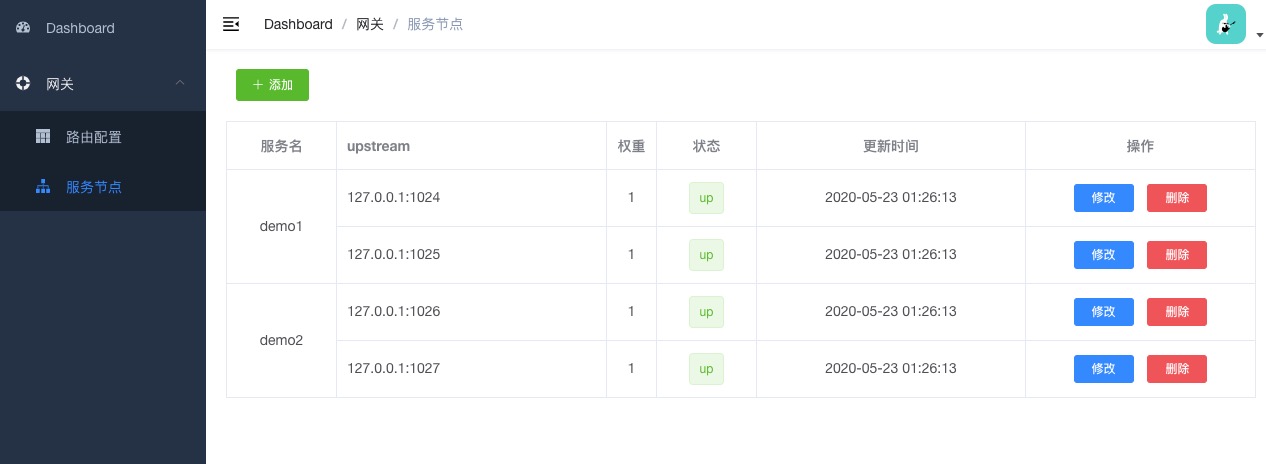 Dashboard
网关
路由配置
服务节点
Dashboard / 网关 / 服务节点
+ 添加
服务名 upstream 权重 状态 更新时间 操作
demo1
127.0.0.1:1024 1 up 2020-05-23 01:26:13 修改 删除
127.0.0.1:1025 1 up 2020-05-23 01:26:13 修改 删除
demo2
127.0.0.1:1026 1 up 2020-05-23 01:26:13 修改 删除
127.0.0.1:1027 1 up 2020-05-23 01:26:13 修改 删除